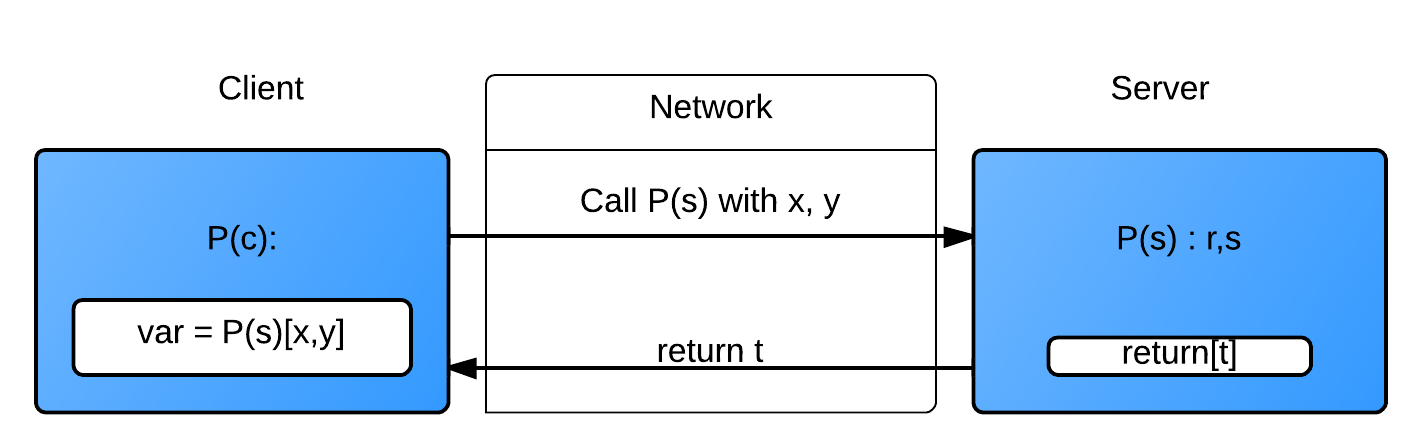 Client
Network
Server
Call P(s) with x, y
P(c):
P(s) : r,s
var = P(s)[x,y]
return t
return[t]